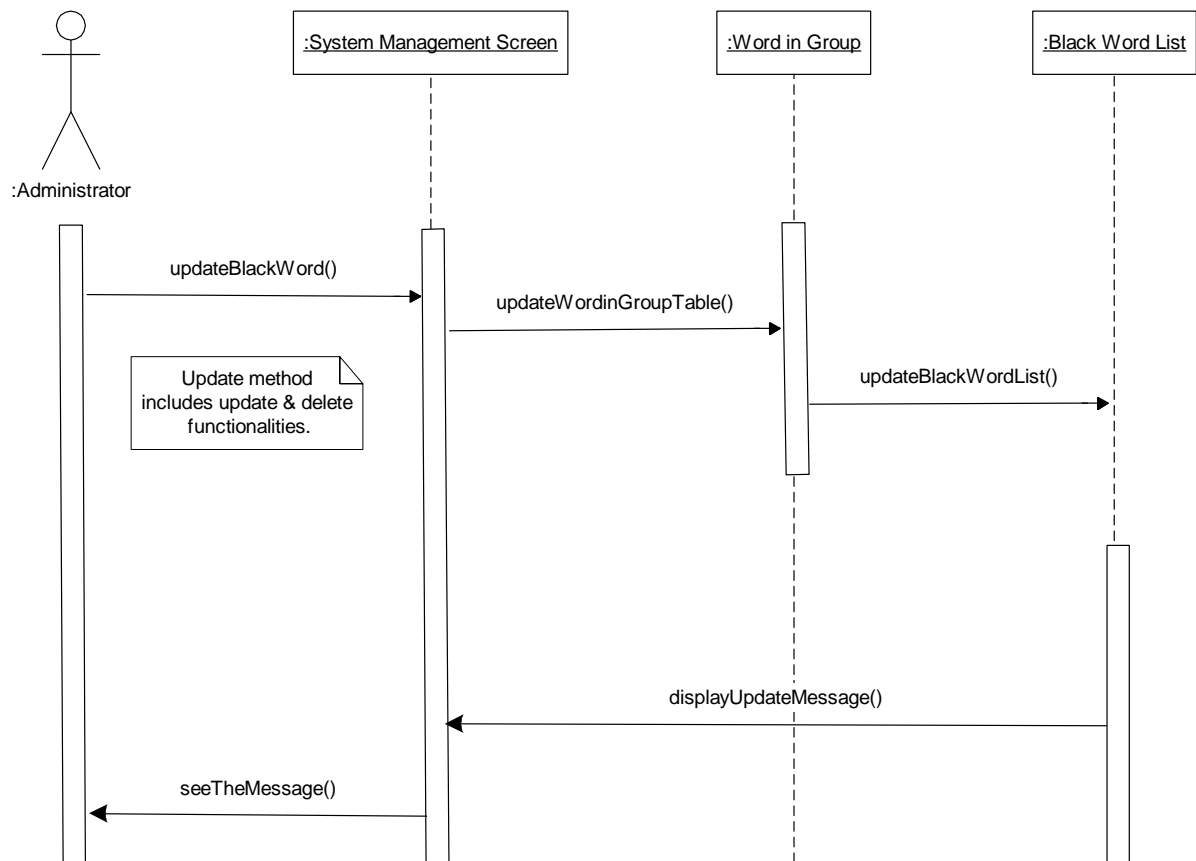 :System Management Screen
:Word in Group
:Black Word List
:Administrator
updateBlackWord()
updateWordinGroupTable()
Update method
includes update & delete
functionalities.
updateBlackWordList()
displayUpdateMessage()
seeTheMessage()